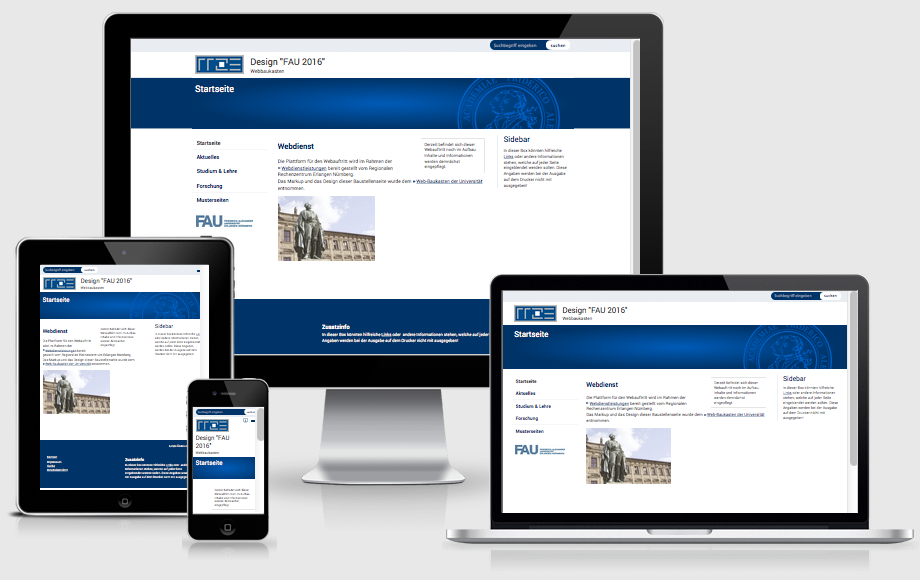 Suchbegriff eingeben
suchen
Design "FAU 2016"
Webbaukasten
Startseite
Startseite
Aktuelles
Studium & Lehre
Forschung
Musterseiten
FAU
Webdienst
Die Plattform für den Webauftritt wird im Rahmen der
Webdienstleistungen bereit gestellt vom Regionalen
Rechenzentrum Erlangen Nürnberg.
Das Markup und das Design dieser Baustellenseite wurde dem Web-Baukasten der Universität
entnommen.
Derzeit befindet sich dieser
Webauftritt noch im Aufbau.
Inhalte und Informationen
werden demnächst
eingepflegt.
Sidebar
In dieser Box könnten hilfreiche
Links oder andere Informationen
stehen, welche auf jeder Seite
eingeblendet werden sollen. Diese
Angaben werden bei der Ausgabe
auf dem Drucker nicht mit
ausgegeben!
Zusatzinfo
In dieser Box könnten hilfreiche Links oder andere Informationen stehen, welche auf jeder
Angaben werden bei der Ausgabe auf dem Drucker nicht mit ausgegeben!
Suchbegriff eingeben
suchen
Design "FAU 2016"
Webbaukasten
Startseite
Webdienst
Sidebar
Zusatzinfo
Design "FAU
2016"
Webbaukasten
Startseite
Suchbegriff eingeben
suchen
Design "FAU 2016"
Webbaukasten
Startseite
Startseite
Aktuelles
Studium & Lehre
Forschung
Musterseiten
FAU
Webdienst
Die Plattform für den Webauftritt wird im Rahmen der
Webdienstleistungen bereit gestellt vom Regionalen
Rechenzentrum Erlangen Nürnberg.
Das Markup und das Design dieser Baustellenseite wurde dem Web-Baukasten der Universität
entnommen.
Derzeit befindet sich dieser
Webauftritt noch im Aufbau.
Inhalte und Informationen
werden demnächst
eingepflegt.
Sidebar
In dieser Box könnten hilfreiche
Links oder andere Informationen
stehen, welche auf jeder Seite
eingeblendet werden sollen. Diese
Angaben werden bei der Ausgabe
auf dem Drucker nicht mit
ausgegeben!